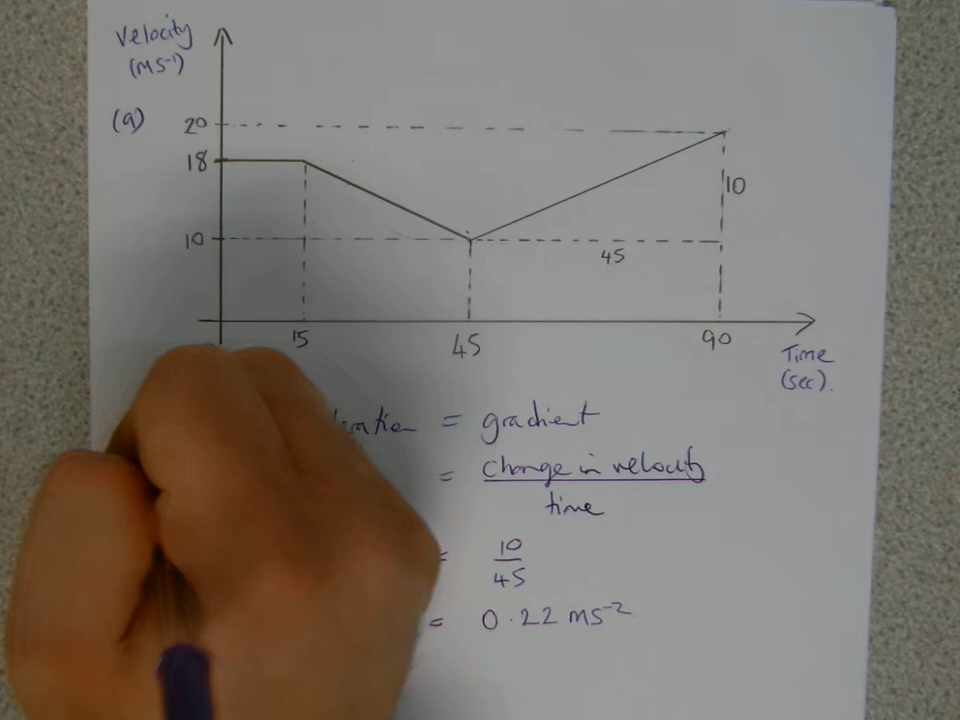 Velocity
(MS⁻¹)
(a)
20
18
10
10
45
15
45
90
Time
(sec).
= gradient
= change in velocity
time
= 10
45
= 0.22 ms⁻²